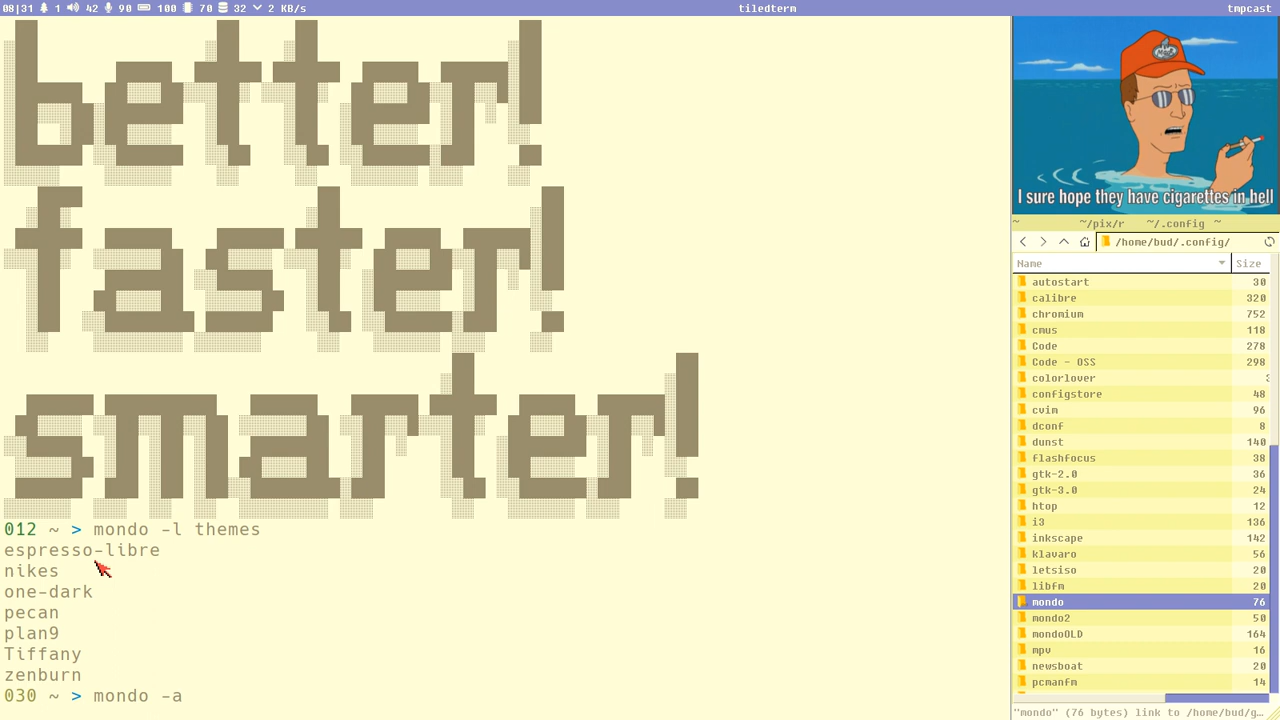 08|31 1 42 90 100 70 32 2 KB/s tiledterm tmpcast
better!
faster!
smarter!
012 ~ > mondo -l themes
espresso-libre
nikes
one-dark
pecan
plan9
Tiffany
zenburn
030 ~ > mondo -a
I sure hope they have cigarettes in hell
~ ~/pix/r ~/.config ~
/home/bud/.config/
Name Size
autostart 30
calibre 320
chromium 752
cmus 118
Code 278
Code - OSS 298
colorlover
configstore 48
cvim 96
dconf 8
dunst 140
flashfocus 38
gtk-2.0 36
gtk-3.0 24
htop 12
i3 136
inkscape 142
klavaro 56
letsiso 20
libfm 20
mondo 76
mondo2 50
mondoOLD 164
mpv 16
newsboat 20
pcmanfm 14
"mondo" (76 bytes) link to /home/bud/g…